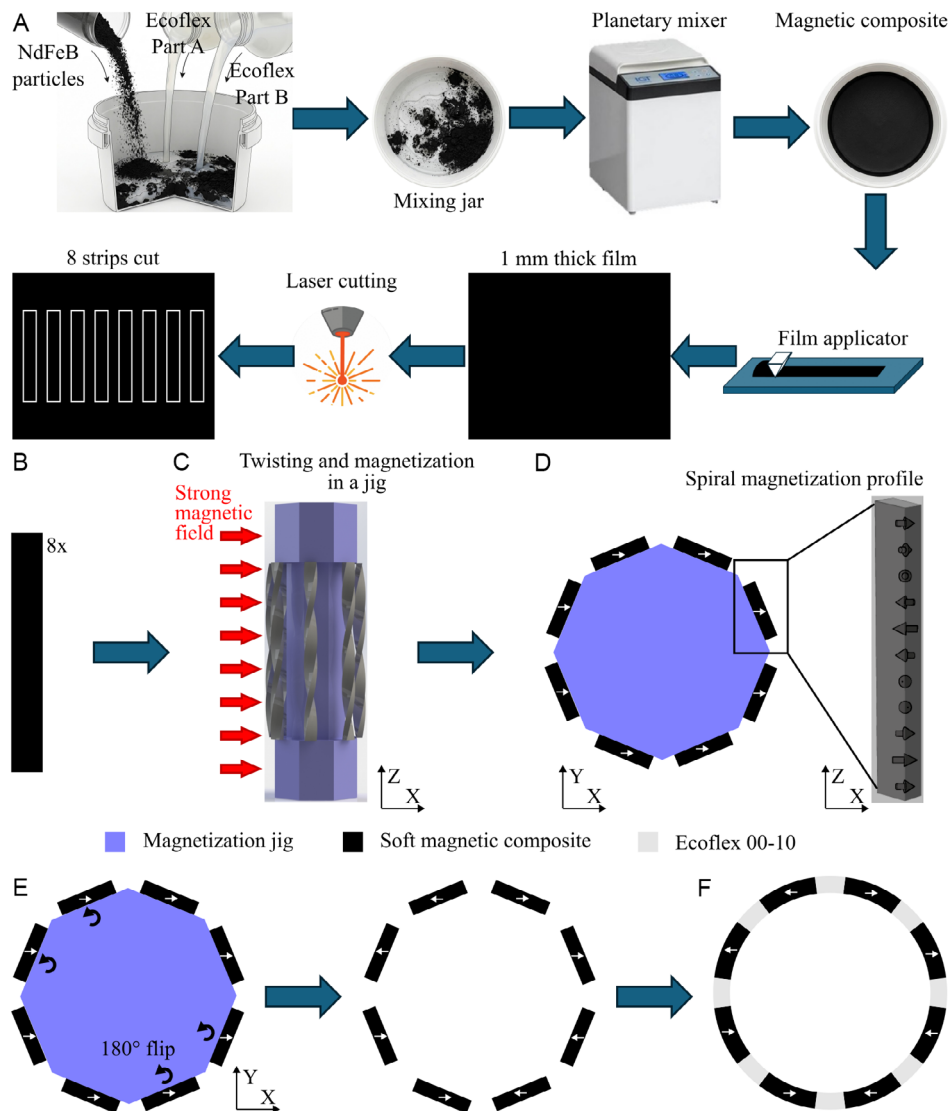 A
NdFeB
particles
Ecoflex
Part A
Ecoflex
Part B
Mixing jar
Planetary mixer
Magnetic composite
8 strips cut
Laser cutting
1 mm thick film
Film applicator
B
8x
C
Twisting and magnetization
in a jig
Strong
magnetic
field
Z
X
D
Spiral magnetization profile
Y
X
Z
X
Magnetization jig
Soft magnetic composite
Ecoflex 00-10
E
180° flip
Y
X
F